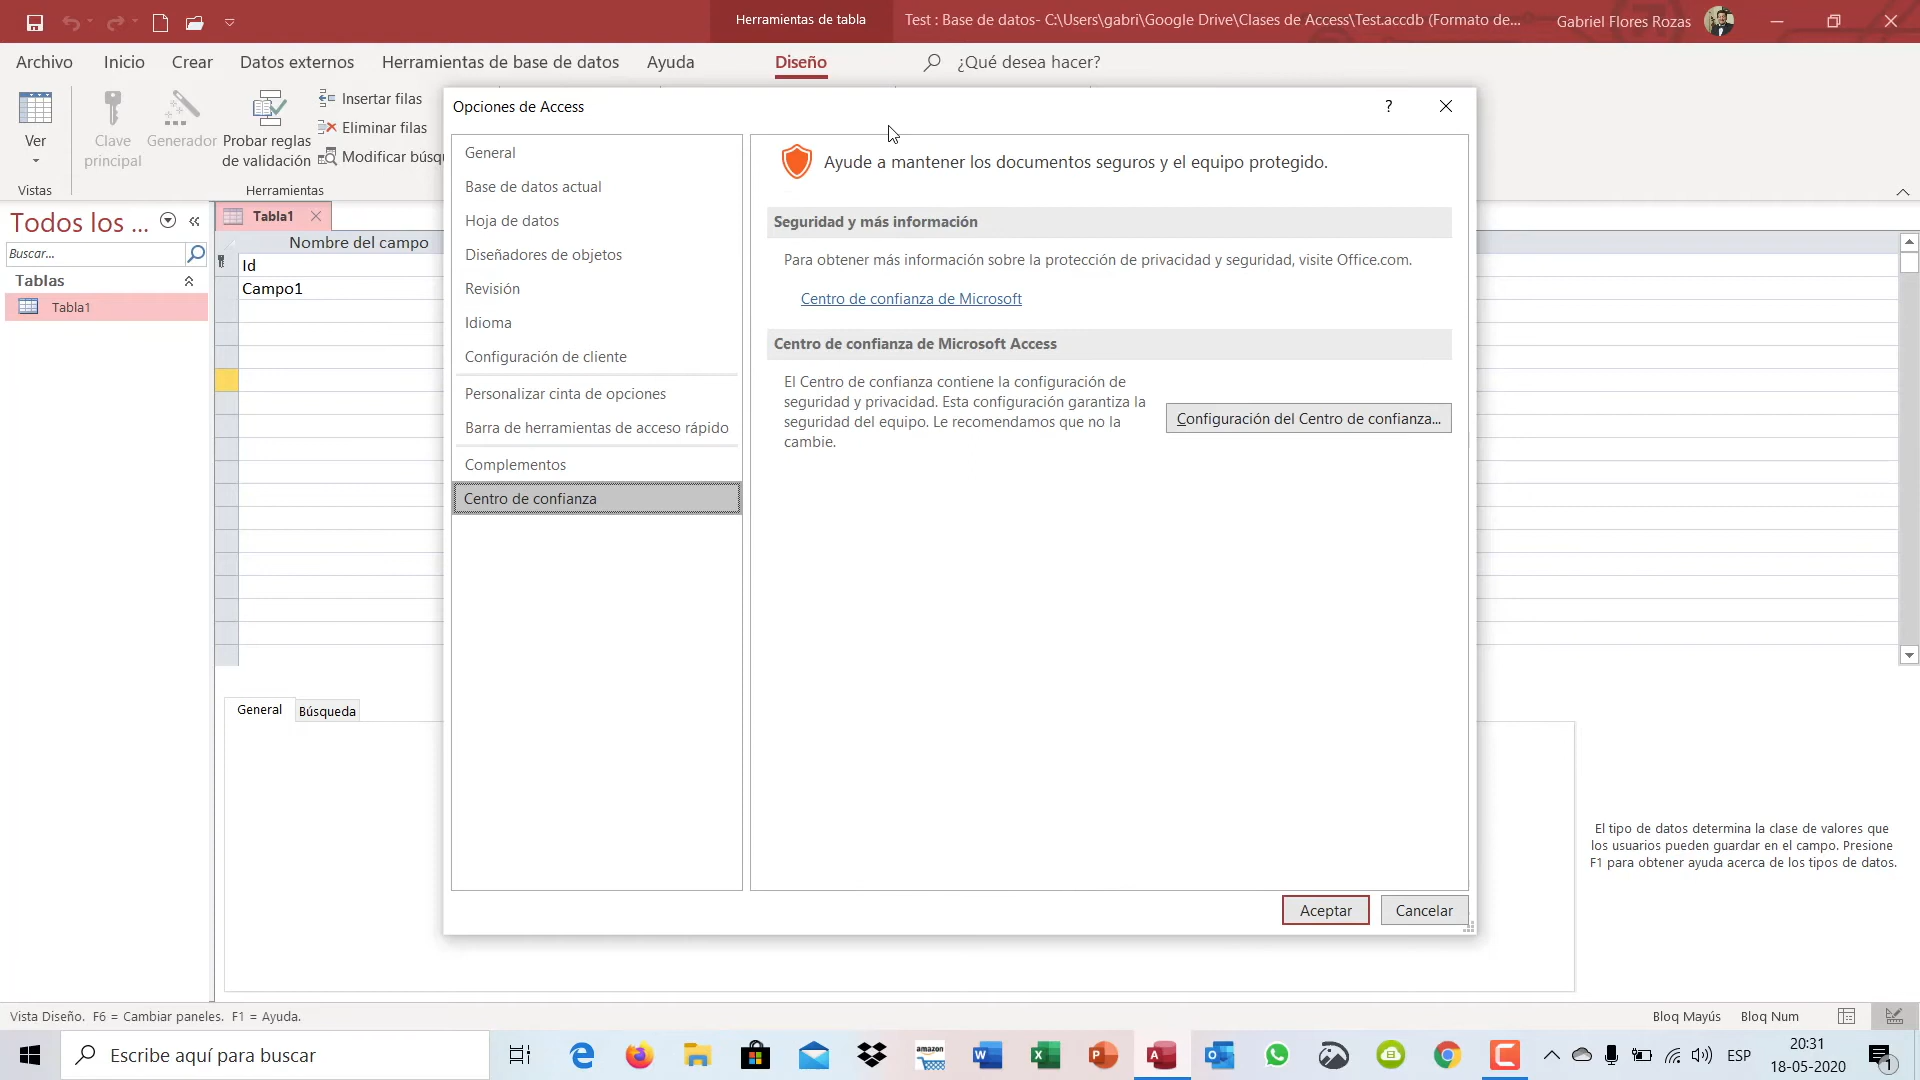 Herramientas de tabla
Test : Base de datos- C:\Users\gabri\Google Drive\Clases de Access\Test.accdb (Formato de...
Gabriel Flores Rozas
Archivo
Inicio
Crear
Datos externos
Herramientas de base de datos
Ayuda
Diseño
¿Qué desea hacer?
Ver
Clave
principal
Generador
Probar reglas
de validación
Insertar filas
Eliminar filas
Modificar búsqu
Vistas
Herramientas
Todos los ...
Buscar...
Tablas
Tabla1
Tabla1
Nombre del campo
Id
Campo1
Opciones de Access
?
General
Base de datos actual
Hoja de datos
Diseñadores de objetos
Revisión
Idioma
Configuración de cliente
Personalizar cinta de opciones
Barra de herramientas de acceso rápido
Complementos
Centro de confianza
Ayude a mantener los documentos seguros y el equipo protegido.
Seguridad y más información
Para obtener más información sobre la protección de privacidad y seguridad, visite Office.com.
Centro de confianza de Microsoft
Centro de confianza de Microsoft Access
El Centro de confianza contiene la configuración de
seguridad y privacidad. Esta configuración garantiza la
seguridad del equipo. Le recomendamos que no la
cambie.
Configuración del Centro de confianza...
Aceptar
Cancelar
General
Búsqueda
El tipo de datos determina la clase de valores que
los usuarios pueden guardar en el campo. Presione
F1 para obtener ayuda acerca de los tipos de datos.
Vista Diseño. F6 = Cambiar paneles. F1 = Ayuda.
Bloq Mayús
Bloq Num
Escribe aquí para buscar
amazon
W
X
P
A
O
ESP
20:31
18-05-2020
1